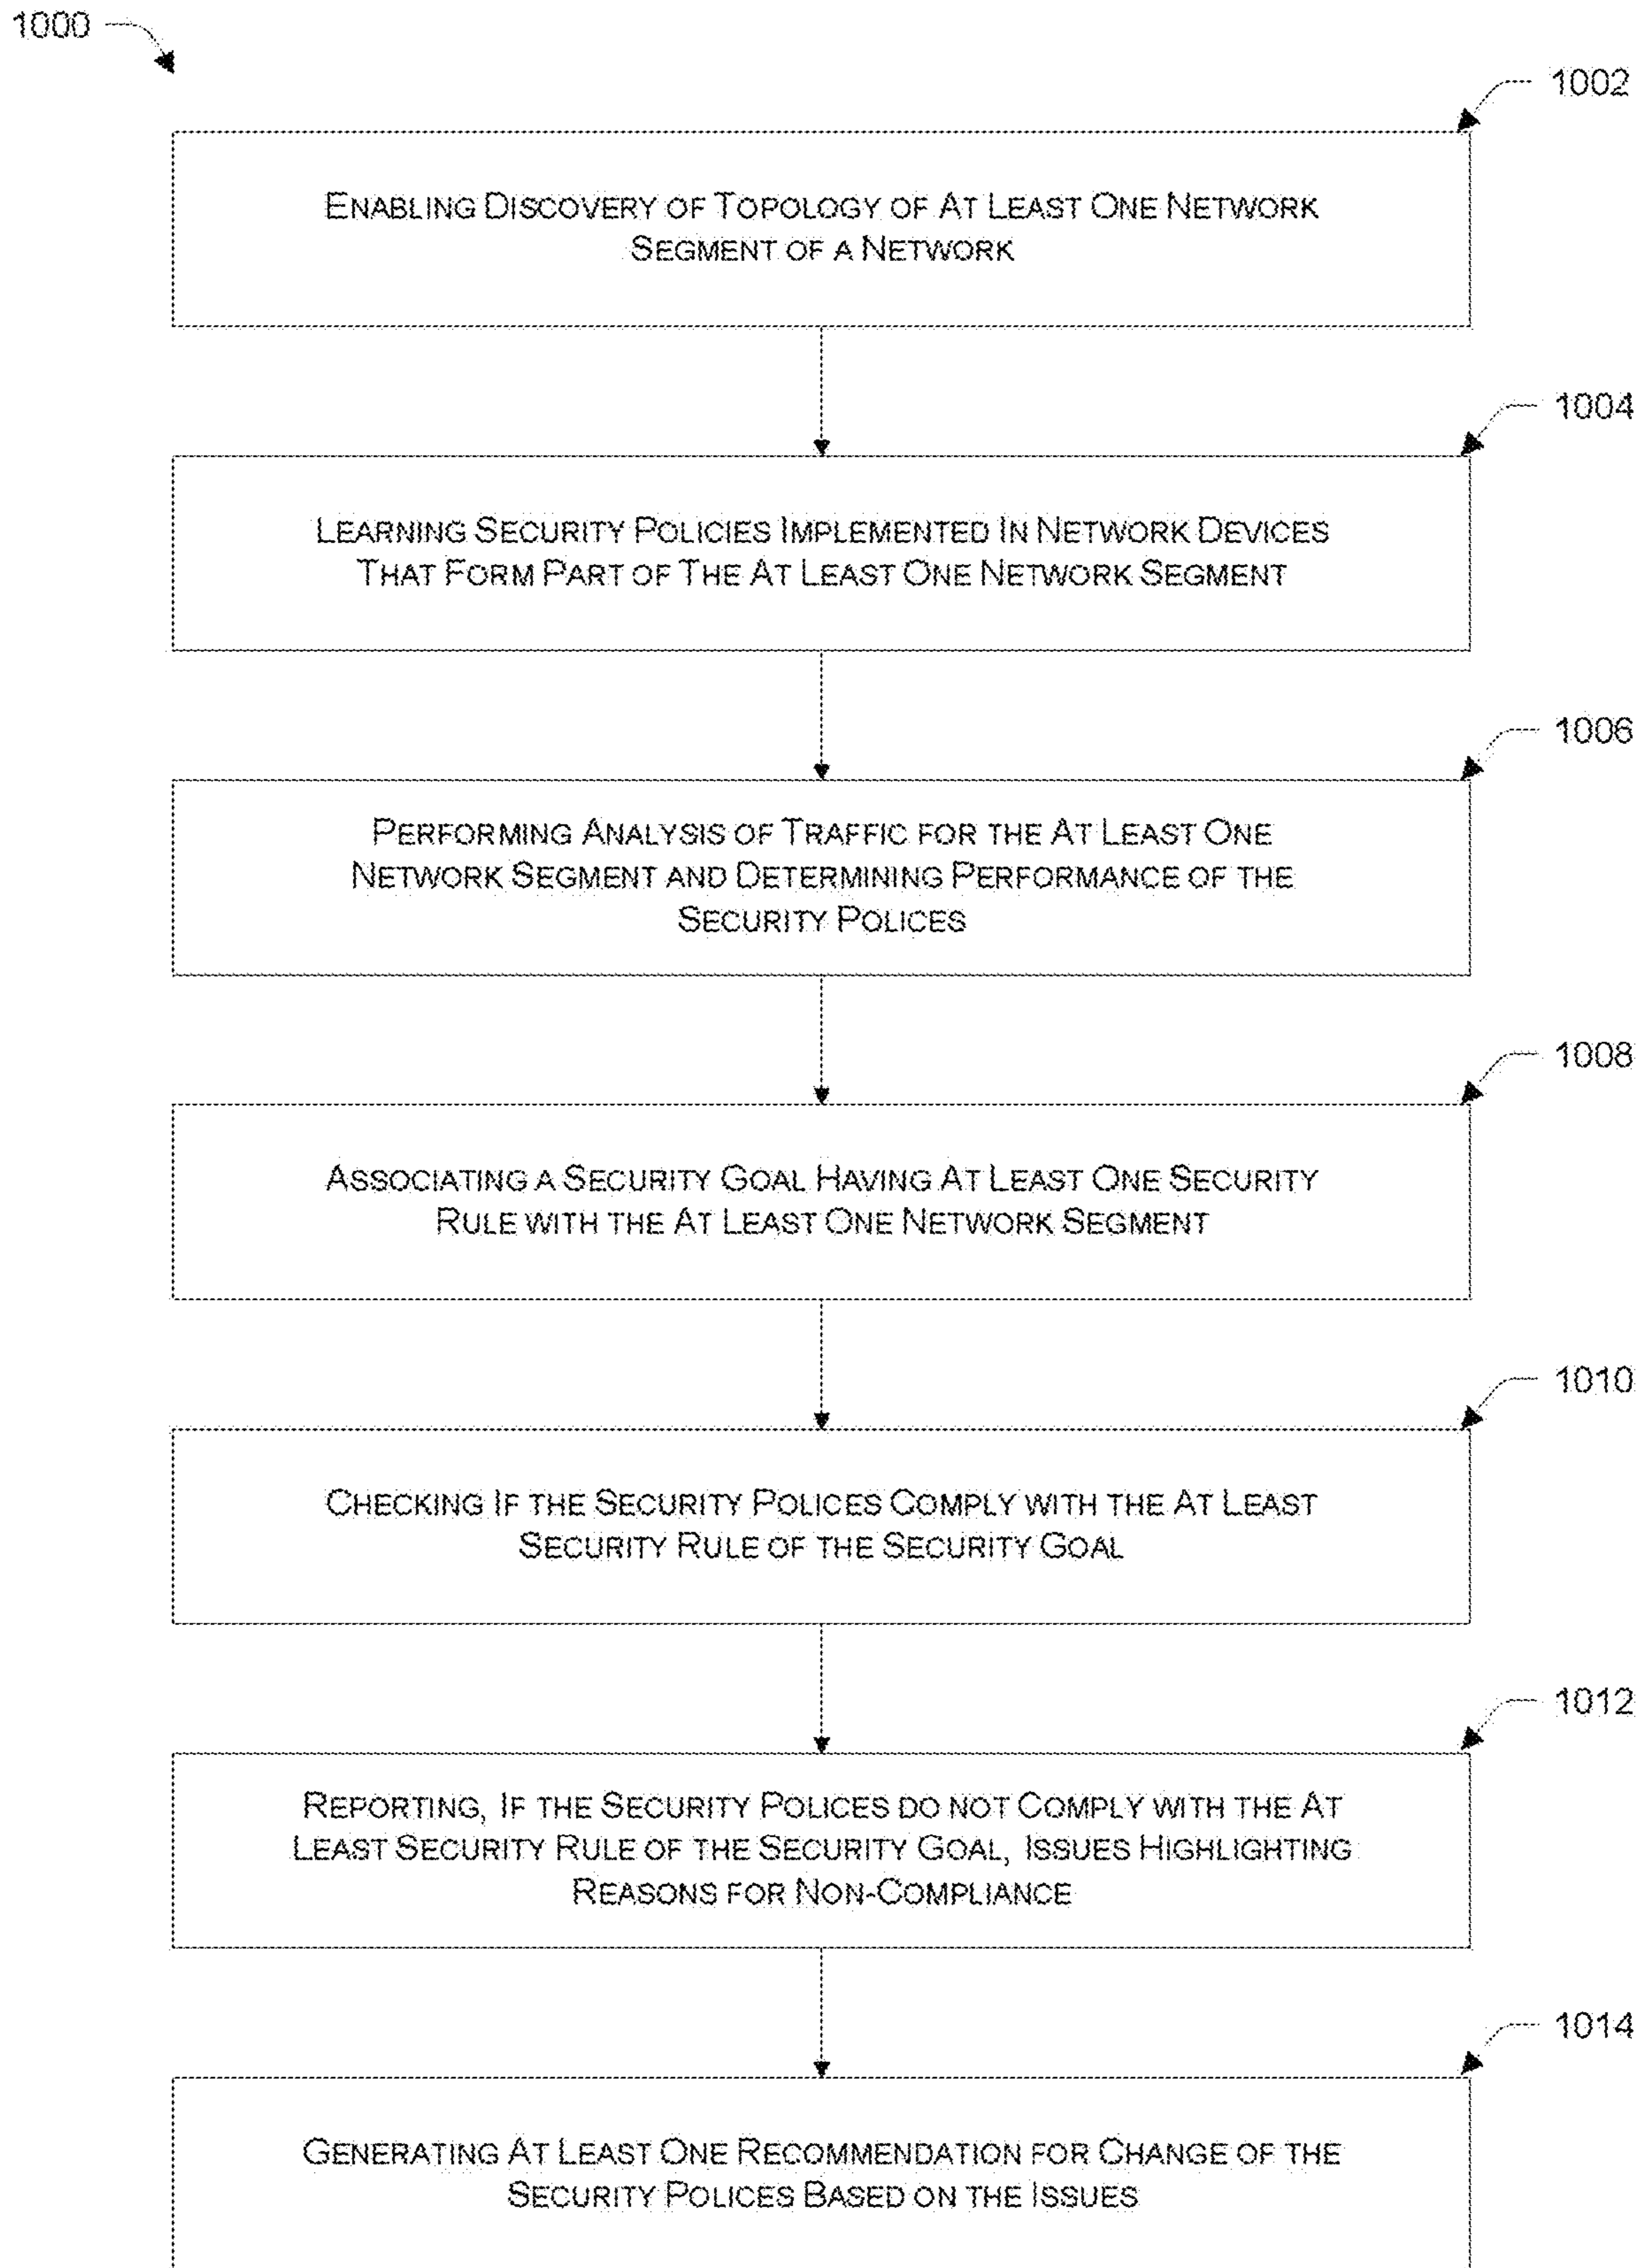 1000
1002
ENABLING DISCOVERY OF TOPOLOGY OF AT LEAST ONE NETWORK
SEGMENT OF A NETWORK
1004
LEARNING SECURITY POLICIES IMPLEMENTED IN NETWORK DEVICES
THAT FORM PART OF THE AT LEAST ONE NETWORK SEGMENT
1006
PERFORMING ANALYSIS OF TRAFFIC FOR THE AT LEAST ONE
NETWORK SEGMENT AND DETERMINING PERFORMANCE OF THE
SECURITY POLICES
1008
ASSOCIATING A SECURITY GOAL HAVING AT LEAST ONE SECURITY
RULE WITH THE AT LEAST ONE NETWORK SEGMENT
1010
CHECKING IF THE SECURITY POLICES COMPLY WITH THE AT LEAST
SECURITY RULE OF THE SECURITY GOAL
1012
REPORTING, IF THE SECURITY POLICES DO NOT COMPLY WITH THE AT
LEAST SECURITY RULE OF THE SECURITY GOAL, ISSUES HIGHLIGHTING
REASONS FOR NON-COMPLIANCE
1014
GENERATING AT LEAST ONE RECOMMENDATION FOR CHANGE OF THE
SECURITY POLICES BASED ON THE ISSUES